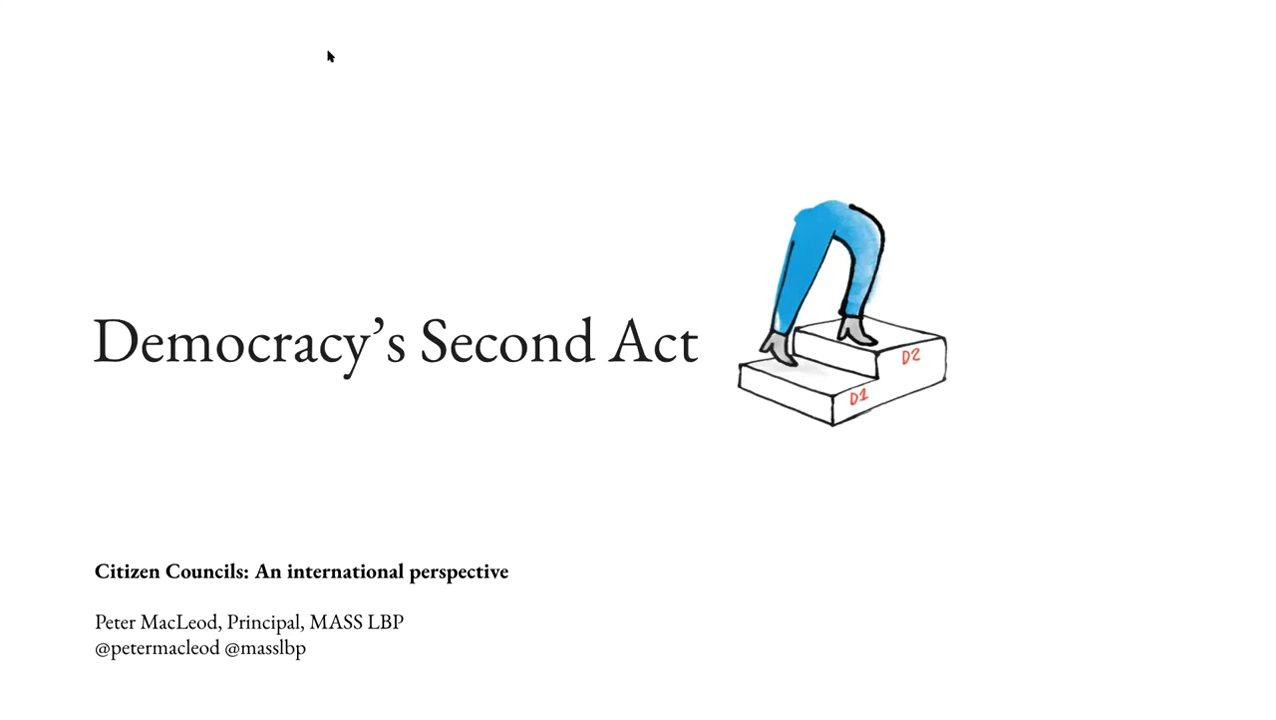 Democracy’s Second Act
D2
D1
Citizen Councils: An international perspective
Peter MacLeod, Principal, MASS LBP
@petermacleod @masslbp